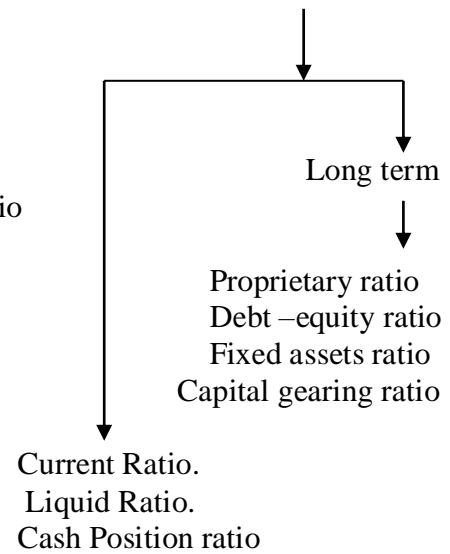 Long term
io
Proprietary ratio
Debt –equity ratio
Fixed assets ratio
Capital gearing ratio
Current Ratio.
Liquid Ratio.
Cash Position ratio